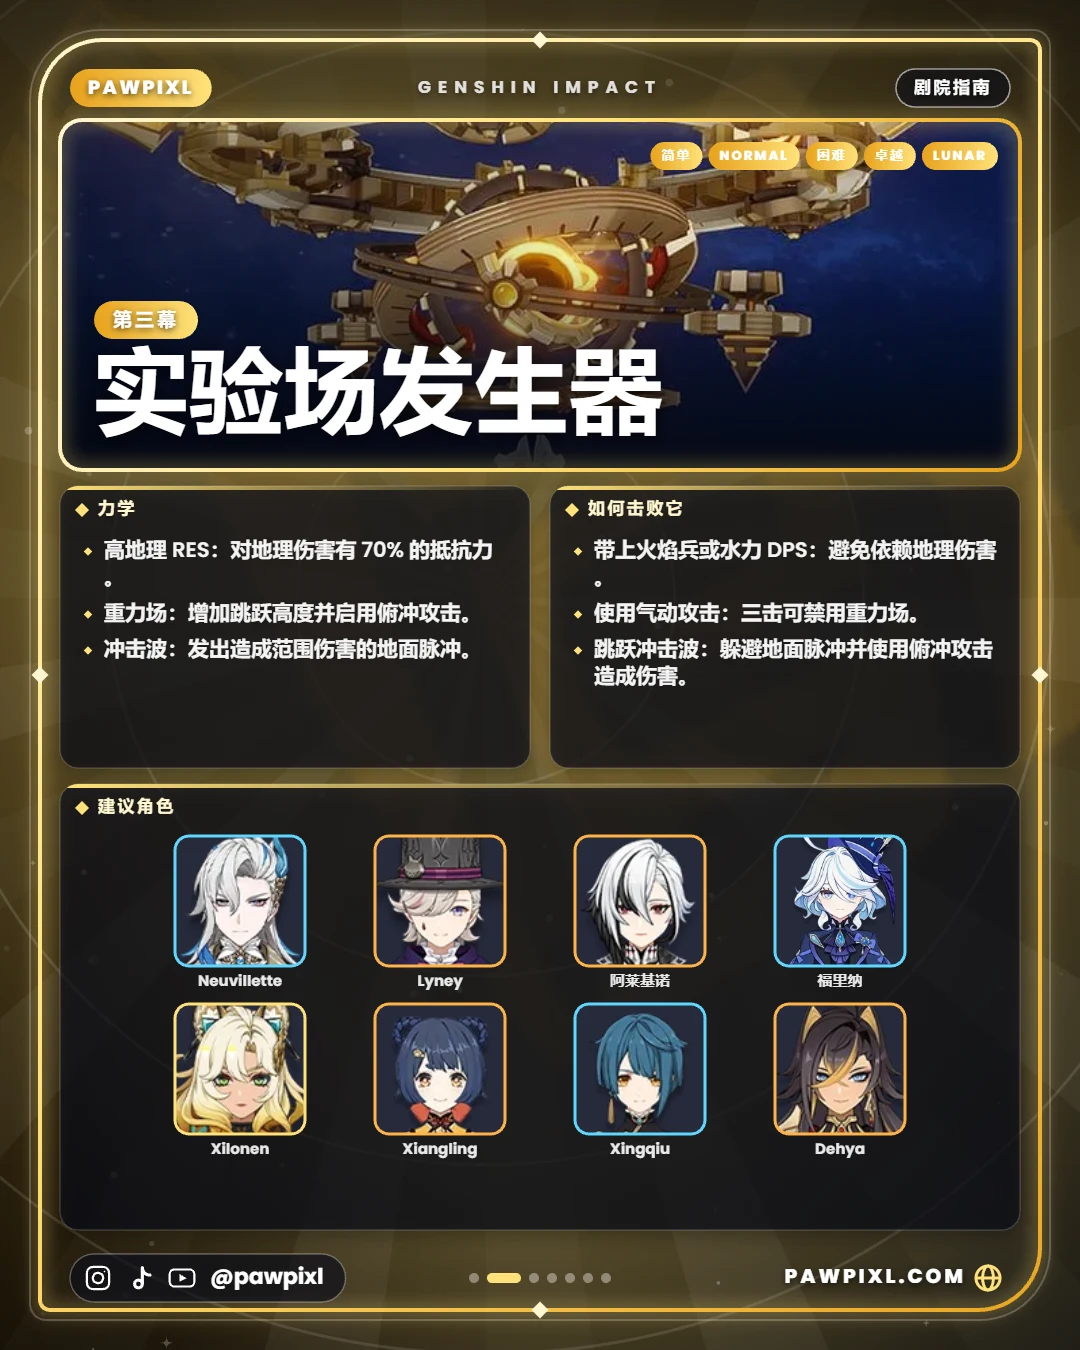 PAWPIXL
GENSHIN IMPACT
剧院指南
简单
NORMAL
困难
卓越
LUNAR
第三幕
实验场发生器
力学
高地理 RES：对地理伤害有 70% 的抵抗力
。
重力场：增加跳跃高度并启用俯冲攻击。
冲击波：发出造成范围伤害的地面脉冲。
如何击败它
带上火焰兵或水力 DPS：避免依赖地理伤害
。
使用气动攻击：三击可禁用重力场。
跳跃冲击波：躲避地面脉冲并使用俯冲攻击
造成伤害。
建议角色
Neuvillette
Lyney
阿莱基诺
福里纳
Xilonen
Xiangling
Xingqiu
Dehya
@pawpixl
PAWPIXL.COM